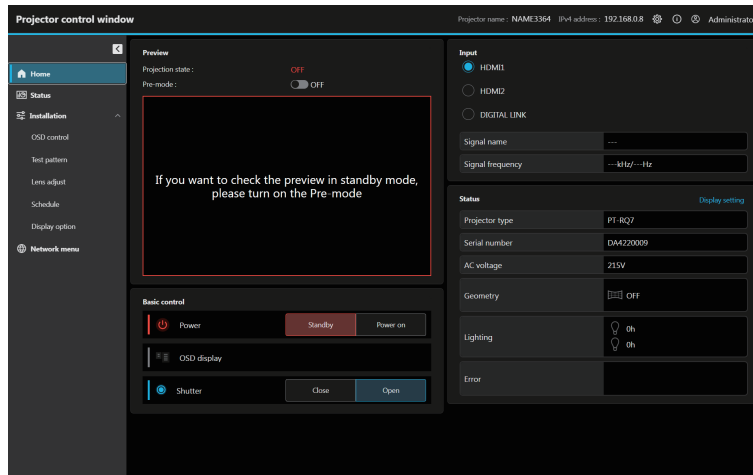 Projector control window
Projector name : NAME3364 IPv4 address : 192.168.0.8 Administrato
Home
Status
Installation
OSD control
Test pattern
Lens adjust
Schedule
Display option
Network menu
Preview
Projection state : OFF
Pre-mode : OFF
If you want to check the preview in standby mode,
please turn on the Pre-mode
Basic control
Power Standby Power on
OSD display
Shutter Close Open
Input
HDMI1
HDMI2
DIGITAL LINK
Signal name ---
Signal frequency ---kHz/---Hz
Status Display setting
Projector type PT-RQ7
Serial number DA4220009
AC voltage 215V
Geometry OFF
Lighting 0h
0h
Error